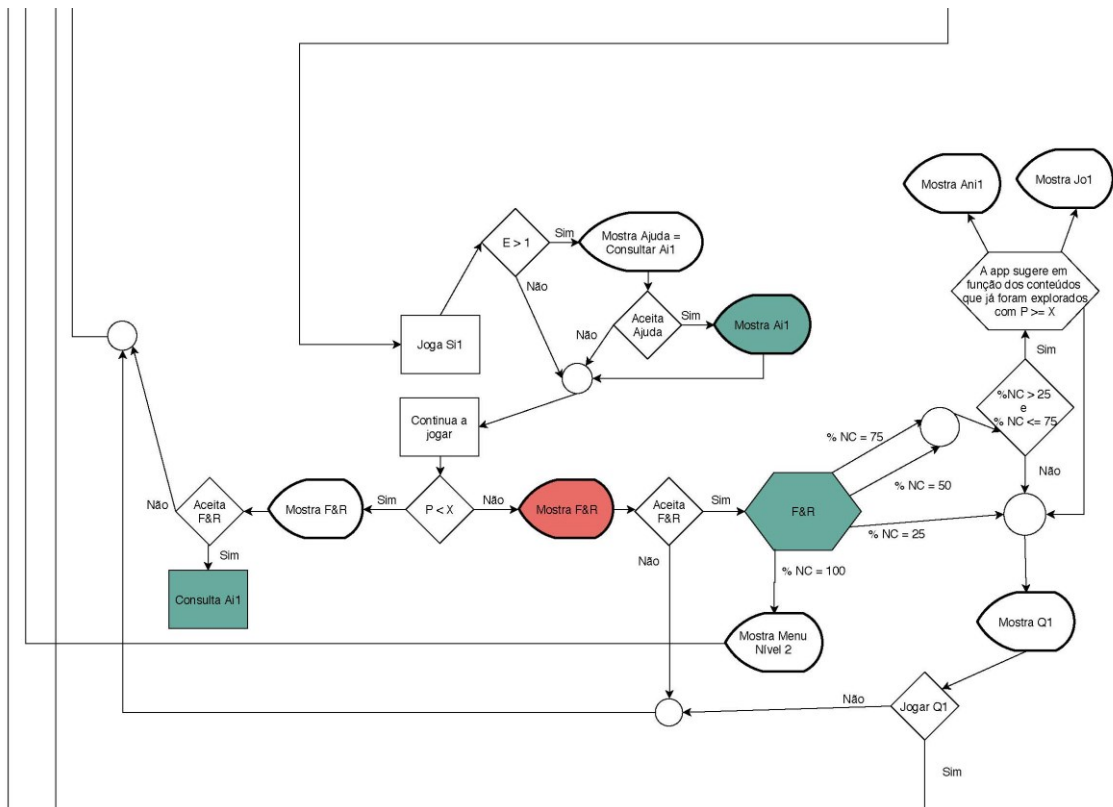 Mostra Ani1
Mostra Jo1
E > 1
Sim
Mostra Ajuda =
Consultar Ai1
A app sugere em
função dos conteúdos
que já foram explorados
com P >= X
Não
Joga Si1
Não
Aceita
Ajuda
Sim
Mostra Ai1
Sim
%NC > 25
e
% NC <= 75
Continua a
jogar
% NC = 75
Não
% NC = 50
Não
Aceita
F&R
Mostra F&R
Sim
P < X
Não
Mostra F&R
Aceita
F&R
Sim
F&R
% NC = 25
Sim
Não
% NC = 100
Consulta Ai1
Mostra Q1
Mostra Menu
Nível 2
Não
Jogar Q1
Sim